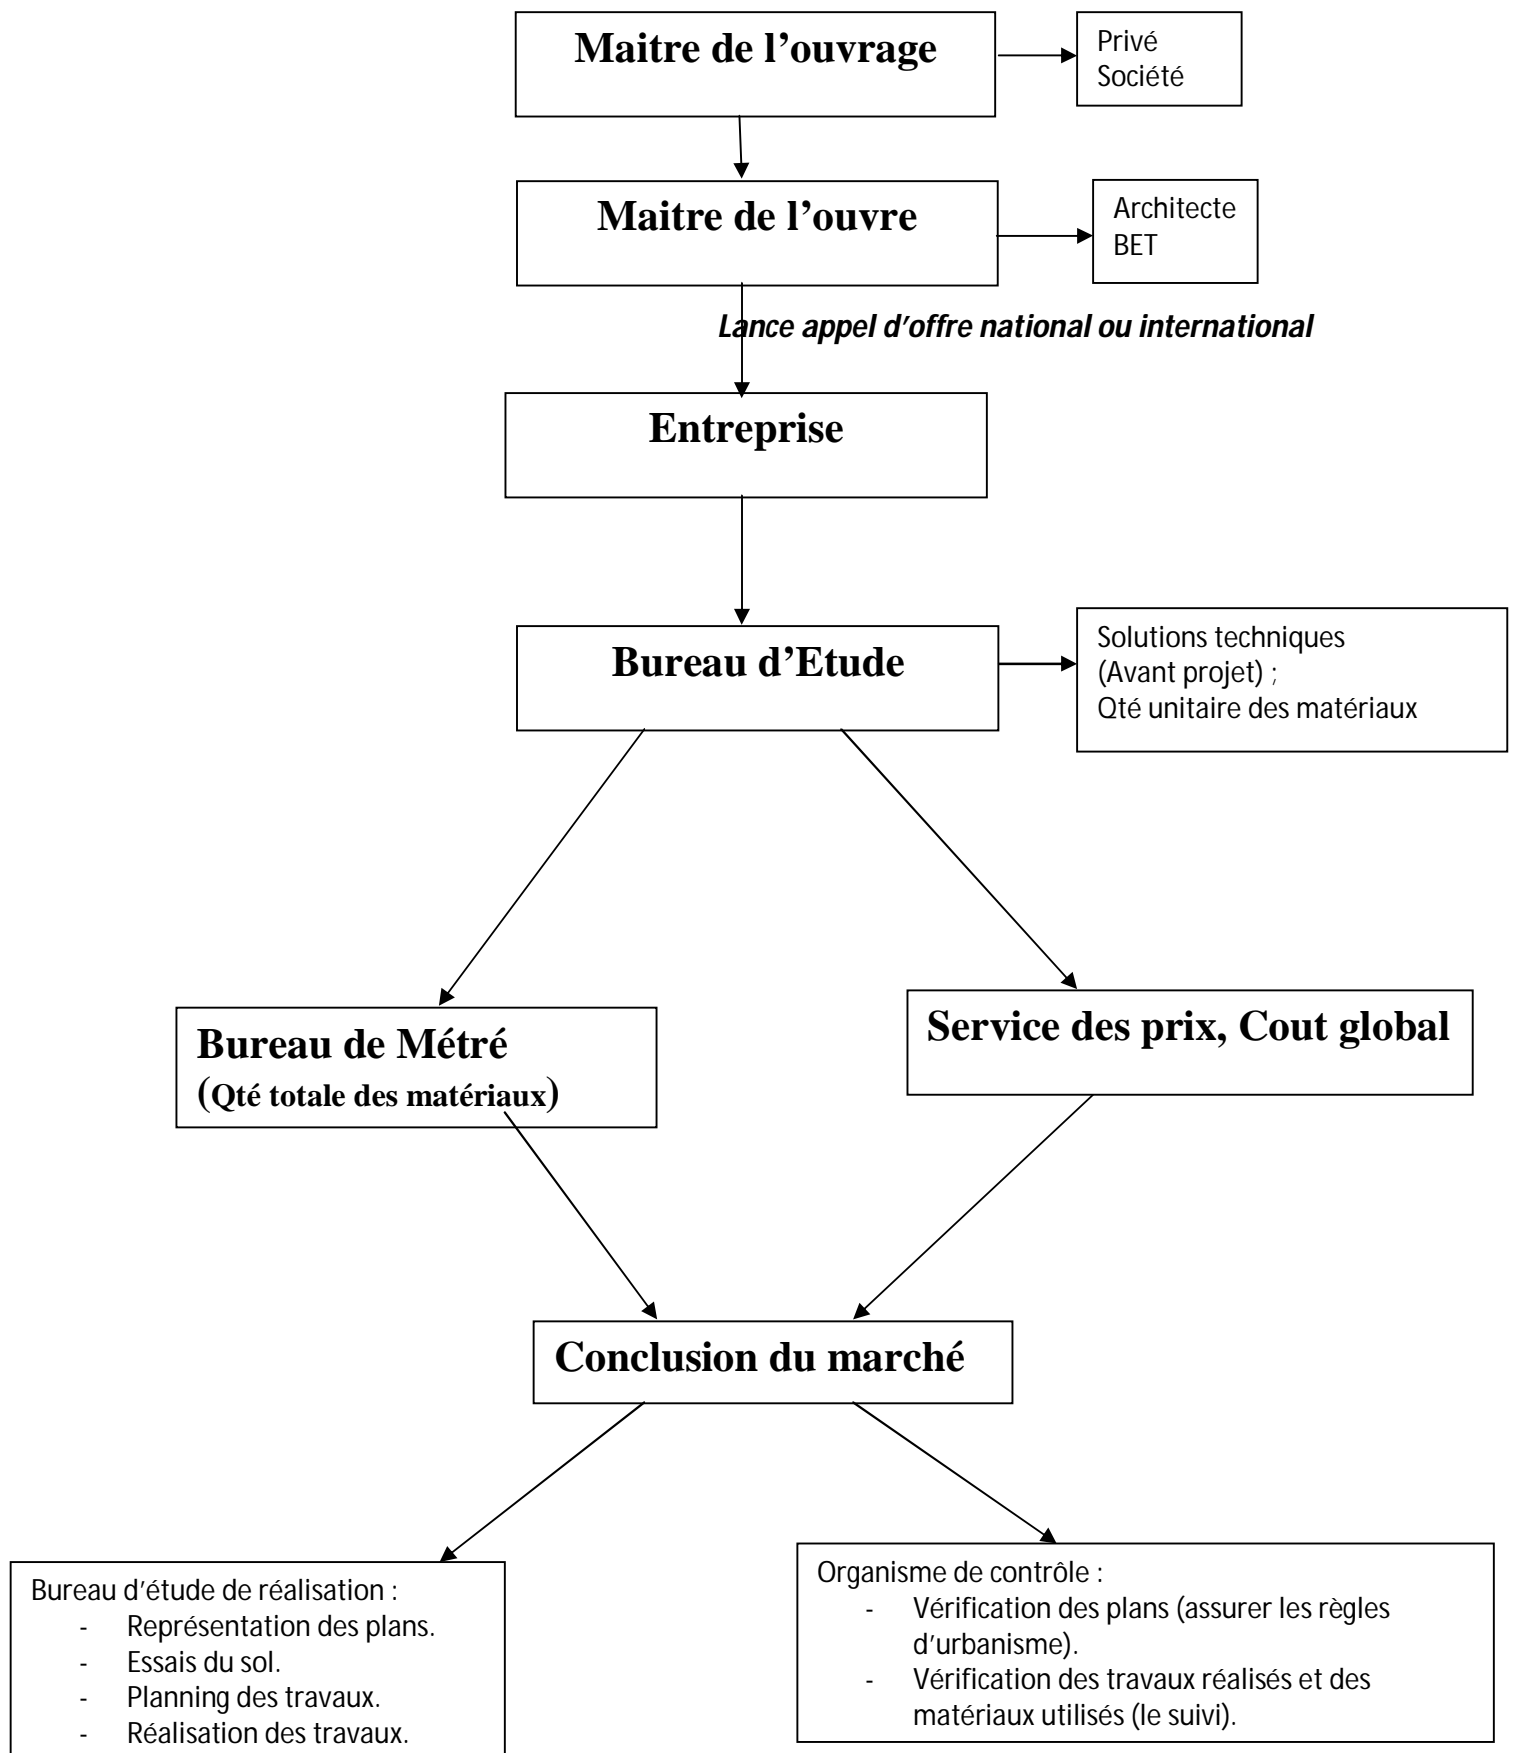 Maitre de l'ouvrage
Privé
Société
Maitre de l'ouvre
Architecte
BET
Lance appel d'offre national ou international
Entreprise
Bureau d'Etude
Solutions techniques
(Avant projet) ;
Qté unitaire des matériaux
Bureau de Métré
(Qté totale des matériaux)
Service des prix, Cout global
Conclusion du marché
Bureau d'étude de réalisation :
- Représentation des plans.
- Essais du sol.
- Planning des travaux.
- Réalisation des travaux.
Organisme de contrôle :
- Vérification des plans (assurer les règles
d'urbanisme).
- Vérification des travaux réalisés et des
matériaux utilisés (le suivi).